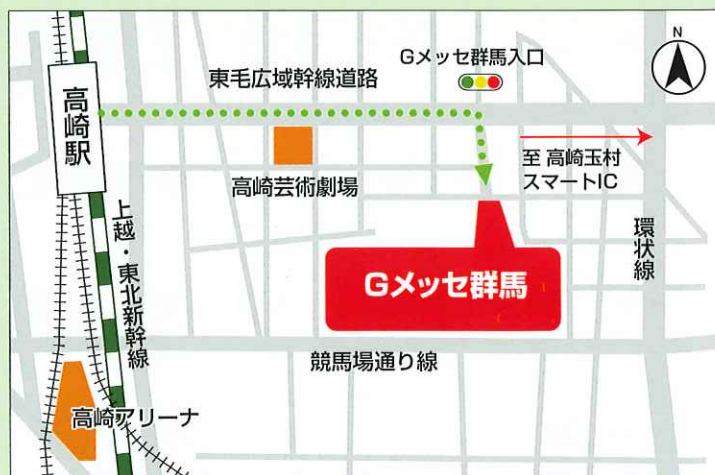 N
Gメッセ群馬入口
東毛広域幹線道路
高崎駅
至 高崎玉村
スマートIC
高崎芸術劇場
環状線
上越・東北新幹線
Gメッセ群馬
競馬場通り線
高崎アリーナ